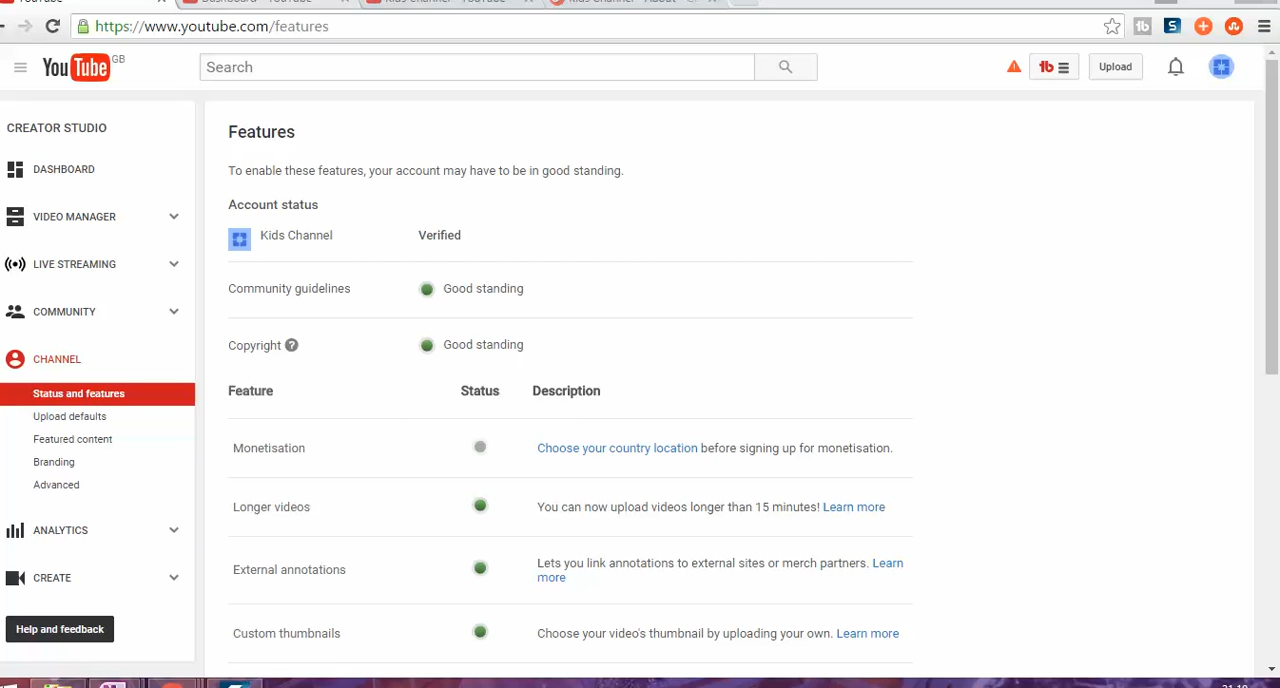 https://www.youtube.com/features
YouTube GB
Search
Upload
CREATOR STUDIO
DASHBOARD
VIDEO MANAGER
LIVE STREAMING
COMMUNITY
CHANNEL
Status and features
Upload defaults
Featured content
Branding
Advanced
ANALYTICS
CREATE
Help and feedback
Features
To enable these features, your account may have to be in good standing.
Account status
Kids Channel Verified
Community guidelines Good standing
Copyright ? Good standing
Feature Status Description
Monetisation Choose your country location before signing up for monetisation.
Longer videos You can now upload videos longer than 15 minutes! Learn more
External annotations Lets you link annotations to external sites or merch partners. Learn
more
Custom thumbnails Choose your video's thumbnail by uploading your own. Learn more